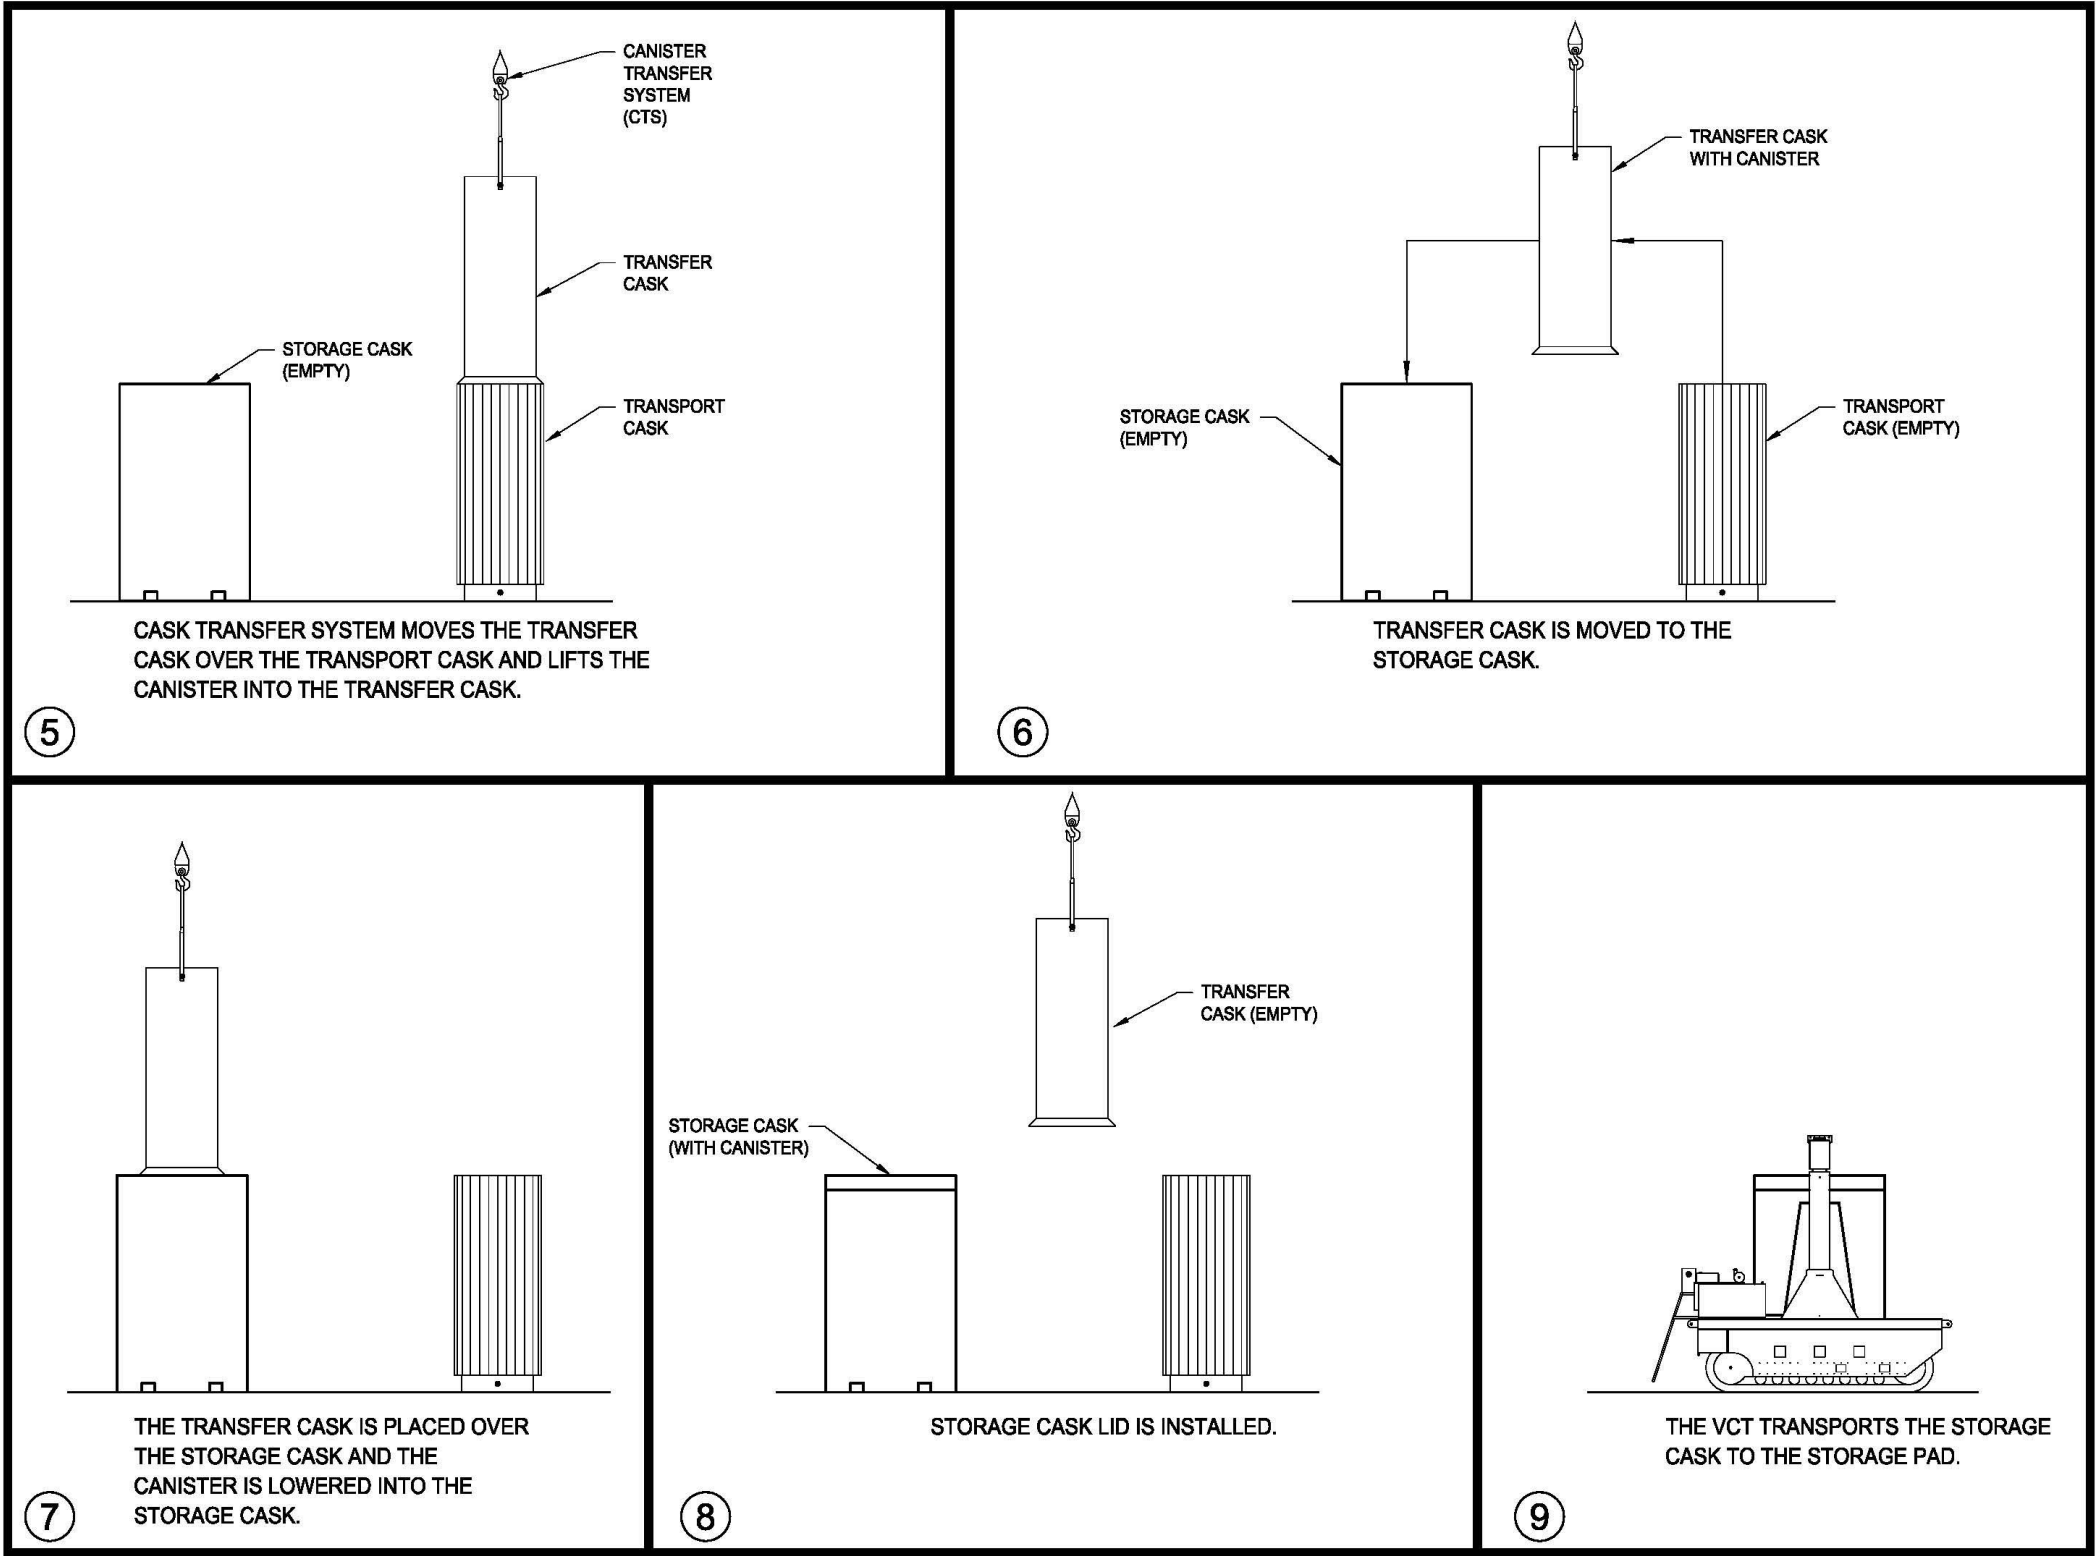 CANISTER
TRANSFER
SYSTEM
(CTS)
TRANSFER
CASK
STORAGE CASK
(EMPTY)
TRANSPORT
CASK
CASK TRANSFER SYSTEM MOVES THE TRANSFER
CASK OVER THE TRANSPORT CASK AND LIFTS THE
CANISTER INTO THE TRANSFER CASK.
5
TRANSFER CASK
WITH CANISTER
STORAGE CASK
(EMPTY)
TRANSPORT
CASK (EMPTY)
TRANSFER CASK IS MOVED TO THE
STORAGE CASK.
6
THE TRANSFER CASK IS PLACED OVER
THE STORAGE CASK AND THE
CANISTER IS LOWERED INTO THE
STORAGE CASK.
7
TRANSFER
CASK (EMPTY)
STORAGE CASK
(WITH CANISTER)
STORAGE CASK LID IS INSTALLED.
8
THE VCT TRANSPORTS THE STORAGE
CASK TO THE STORAGE PAD.
9